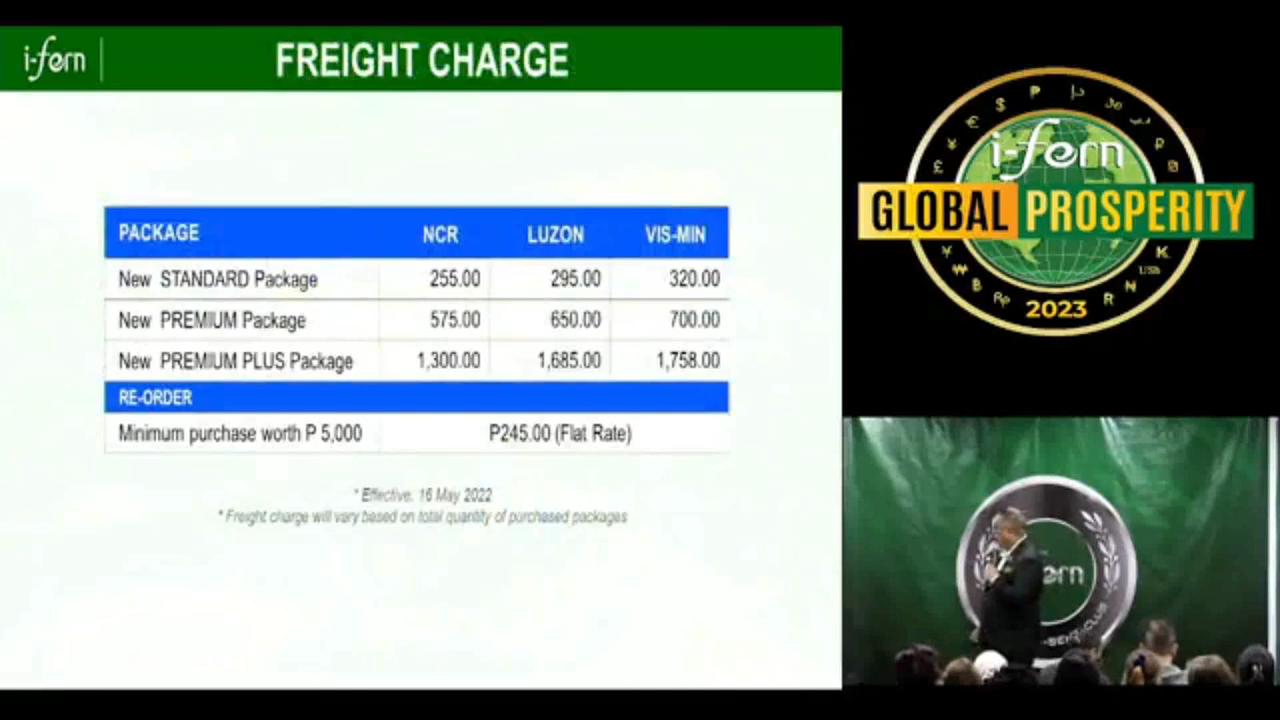 i-fern
FREIGHT CHARGE
PACKAGE NCR LUZON VIS-MIN
New STANDARD Package 255.00 295.00 320.00
New PREMIUM Package 575.00 650.00 700.00
New PREMIUM PLUS Package 1,300.00 1,685.00 1,758.00
RE-ORDER
Minimum purchase worth P 5,000 P245.00 (Flat Rate)
* Effective: 16 May 2022
* Freight charge will vary based on total quantity of purchased packages
i-fern
GLOBAL PROSPERITY
2023